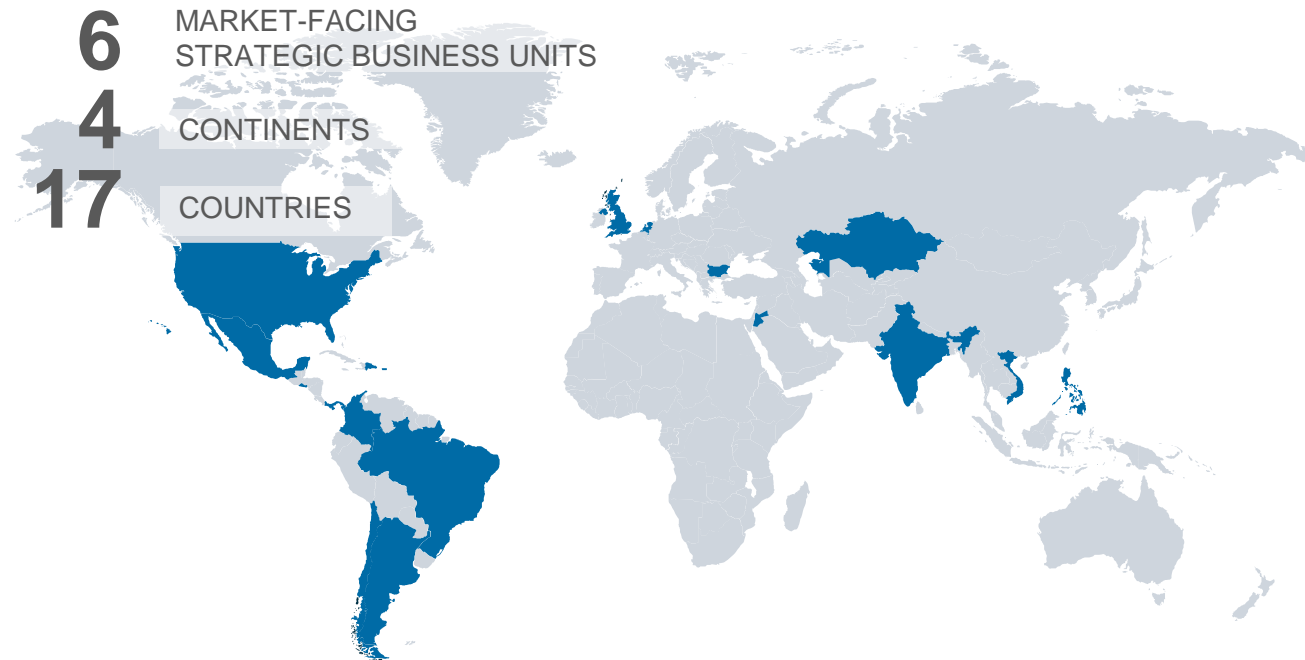 6 MARKET-FACING
STRATEGIC BUSINESS UNITS
4 CONTINENTS
17 COUNTRIES